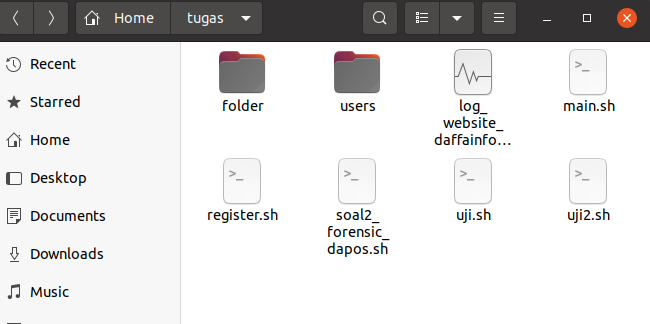 Home
tugas
Recent
Starred
Home
Desktop
Documents
Downloads
Music
folder
users
log_
website_
daffainfo...
main.sh
register.sh
soal2_
forensic_
dapos.sh
uji.sh
uji2.sh